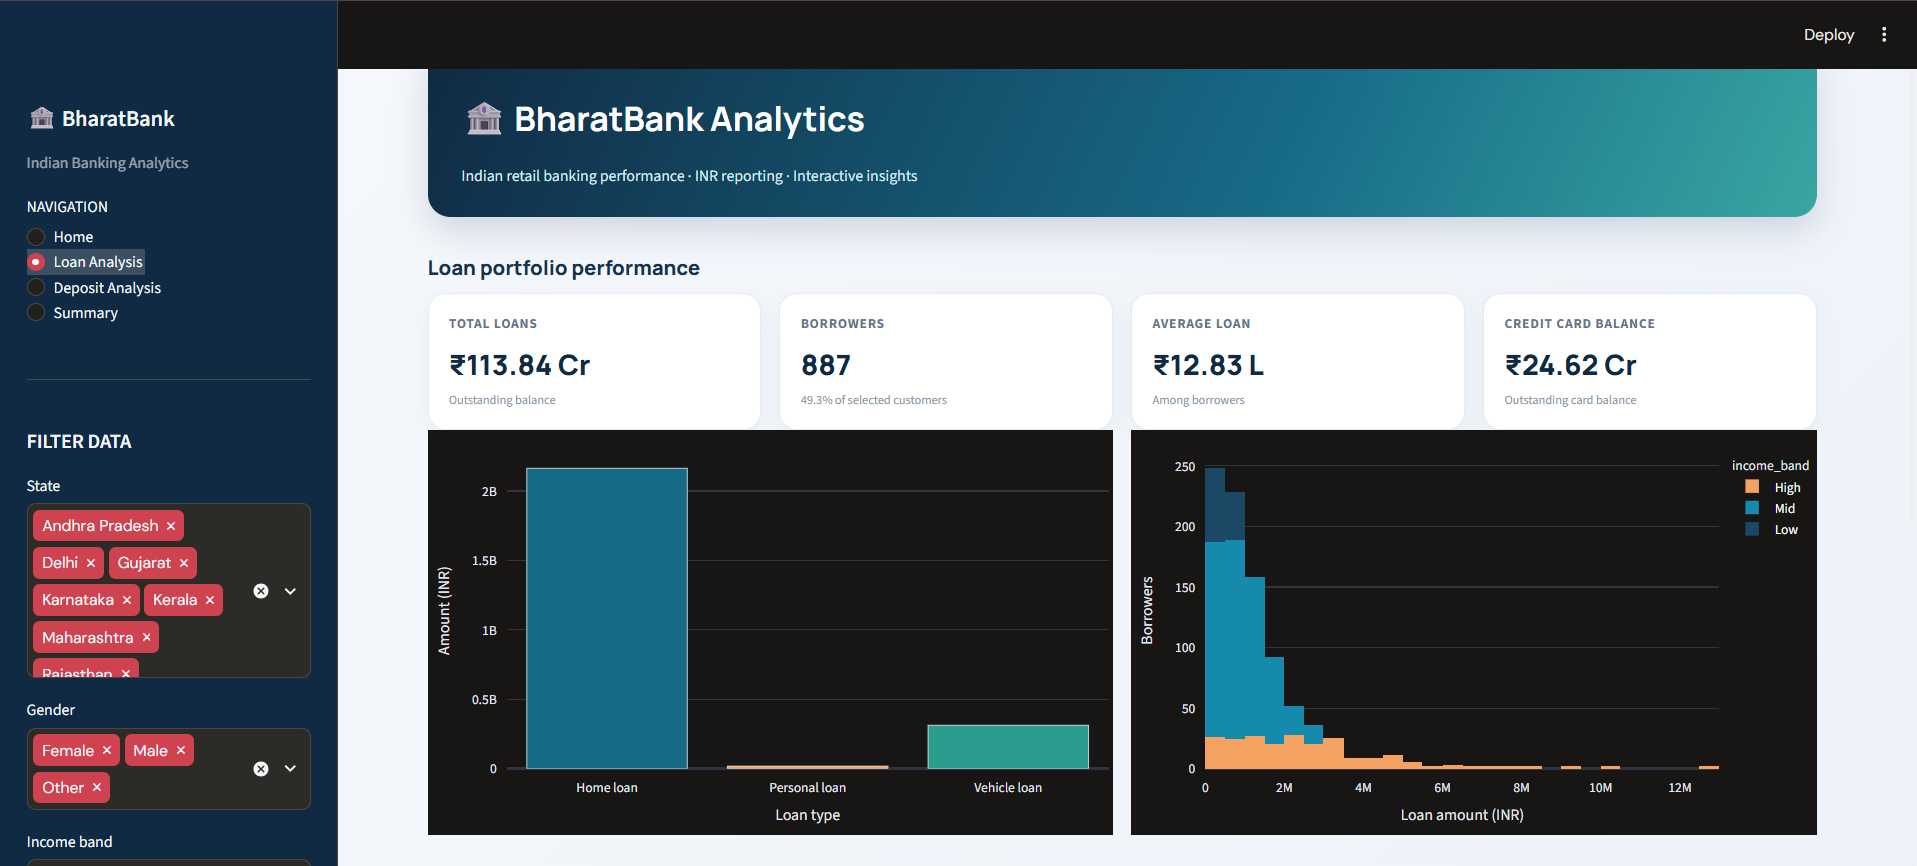 Deploy
BharatBank
Indian Banking Analytics
NAVIGATION
Home
Loan Analysis
Deposit Analysis
Summary
FILTER DATA
State
Andhra Pradesh ×
Delhi × Gujarat ×
Karnataka × Kerala ×
Maharashtra ×
Rajasthan ×
Gender
Female × Male ×
Other ×
Income band
BharatBank Analytics
Indian retail banking performance · INR reporting · Interactive insights
Loan portfolio performance
TOTAL LOANS
₹113.84 Cr
Outstanding balance
BORROWERS
887
49.3% of selected customers
AVERAGE LOAN
₹12.83 L
Among borrowers
CREDIT CARD BALANCE
₹24.62 Cr
Outstanding card balance
Amount (INR)
2B
1.5B
1B
0.5B
0
Home loan Personal loan Vehicle loan
Loan type
Borrowers
250
200
150
100
50
0
0 2M 4M 6M 8M 10M 12M
Loan amount (INR)
income_band
High
Mid
Low